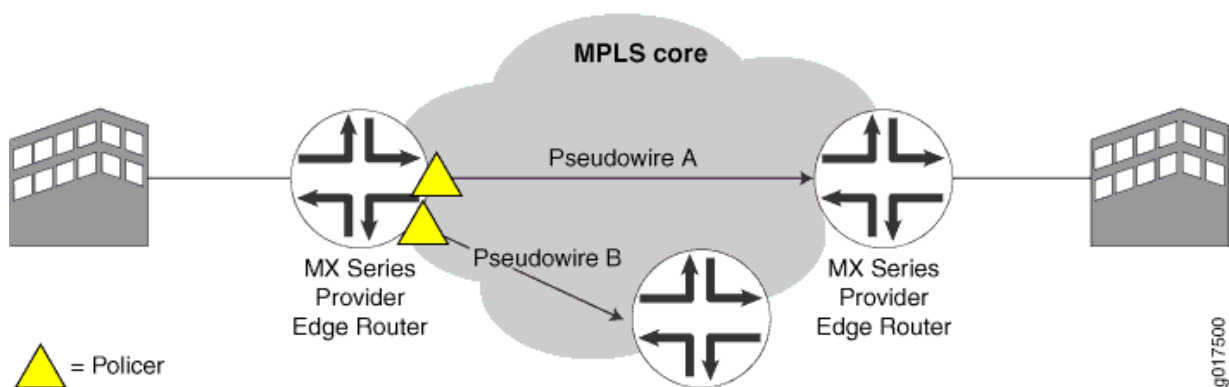 MPLS core
Pseudowire A
Pseudowire B
MX Series
Provider
Edge Router
MX Series
Provider
Edge Router
= Policer
g017500